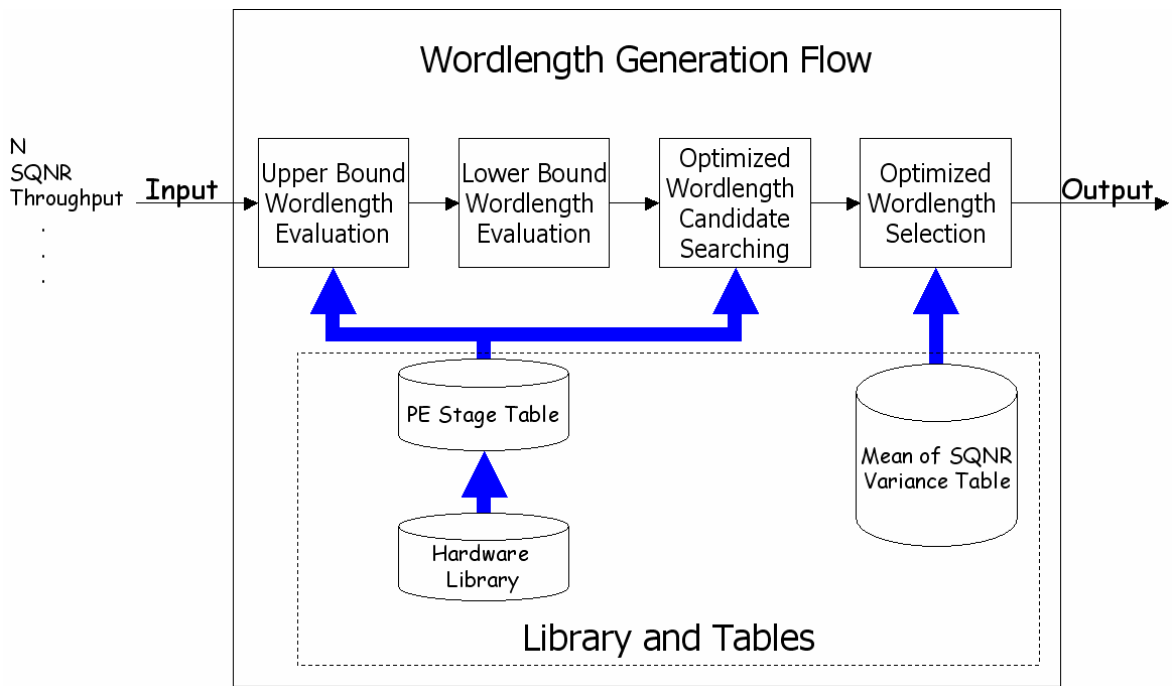 Wordlength Generation Flow
N
SQNR
Throughput
.
.
.
Input
Upper Bound
Wordlength
Evaluation
Lower Bound
Wordlength
Evaluation
Optimized
Wordlength
Candidate
Searching
Optimized
Wordlength
Selection
Output
PE Stage Table
Mean of SQNR
Variance Table
Hardware
Library
Library and Tables